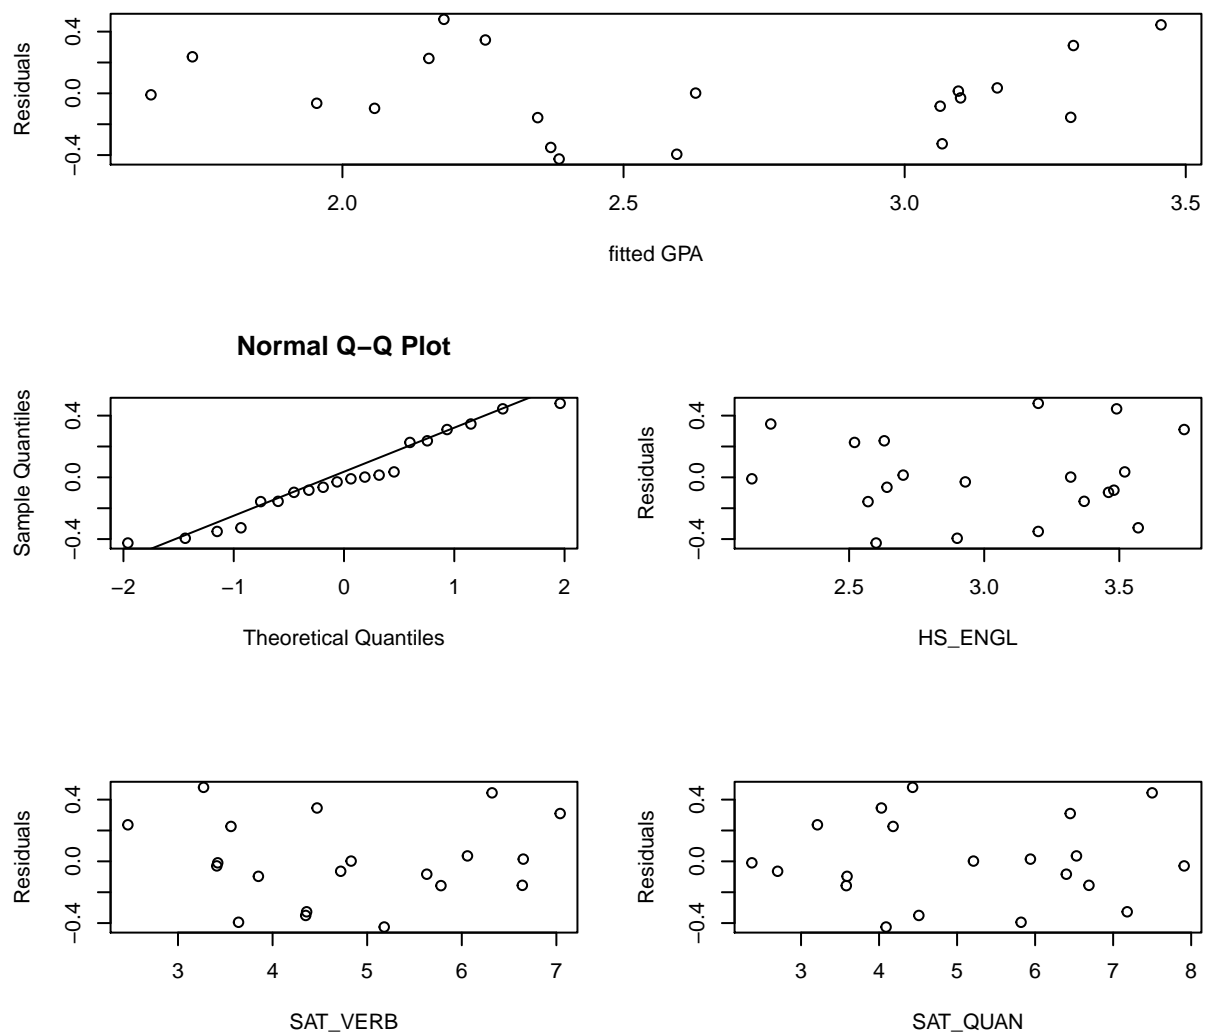 Residuals
0.4
0.0
−0.4
2.0 2.5 3.0 3.5
fitted GPA
Normal Q−Q Plot
Sample Quantiles
0.4
0.0
−0.4
−2 −1 0 1 2
Theoretical Quantiles
Residuals
0.4
0.0
−0.4
2.5 3.0 3.5
HS_ENGL
Residuals
0.4
0.0
−0.4
3 4 5 6 7
SAT_VERB
Residuals
0.4
0.0
−0.4
3 4 5 6 7 8
SAT_QUAN